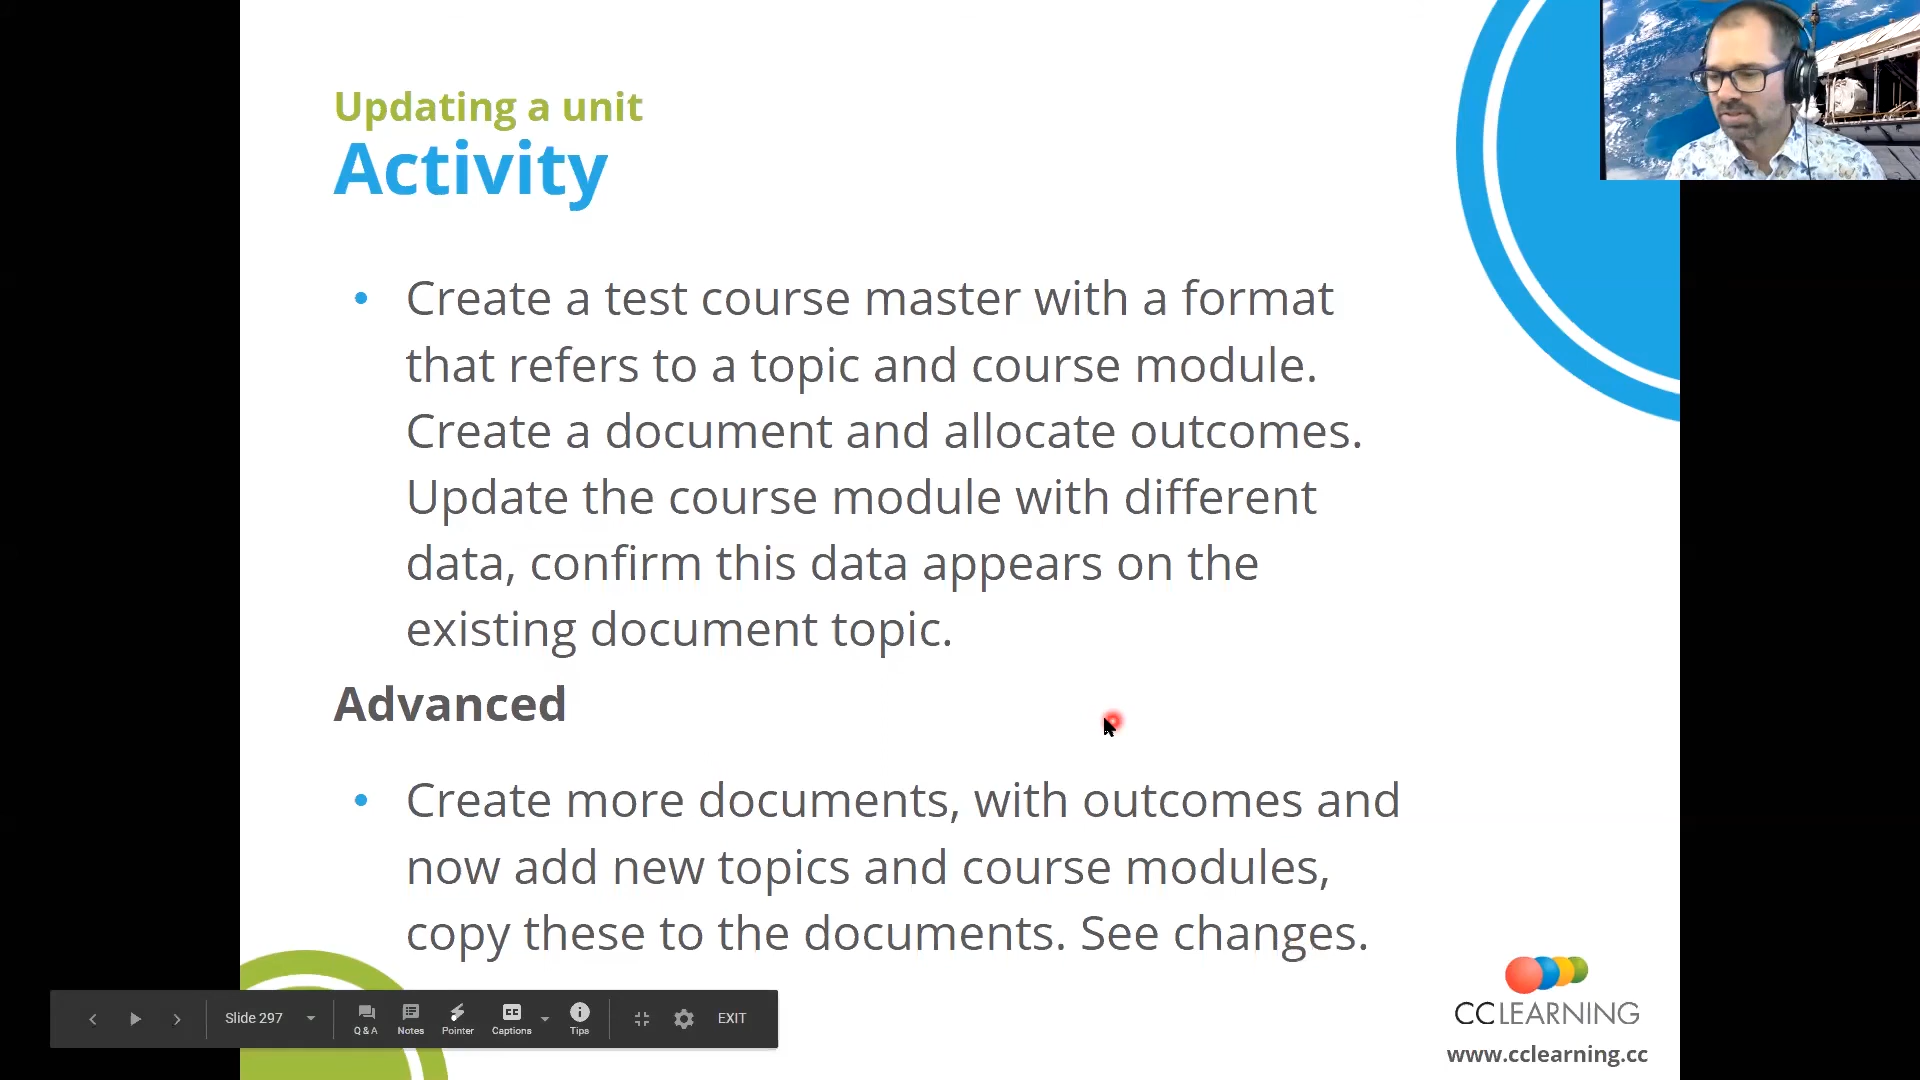 Updating a unit
Activity
• Create a test course master with a format
that refers to a topic and course module.
Create a document and allocate outcomes.
Update the course module with different
data, confirm this data appears on the
existing document topic.
Advanced
• Create more documents, with outcomes and
now add new topics and course modules,
copy these to the documents. See changes.
CCLEARNING
www.cclearning.cc
Slide 297
Q & A
Notes
Pointer
CC
Captions
Tips
EXIT